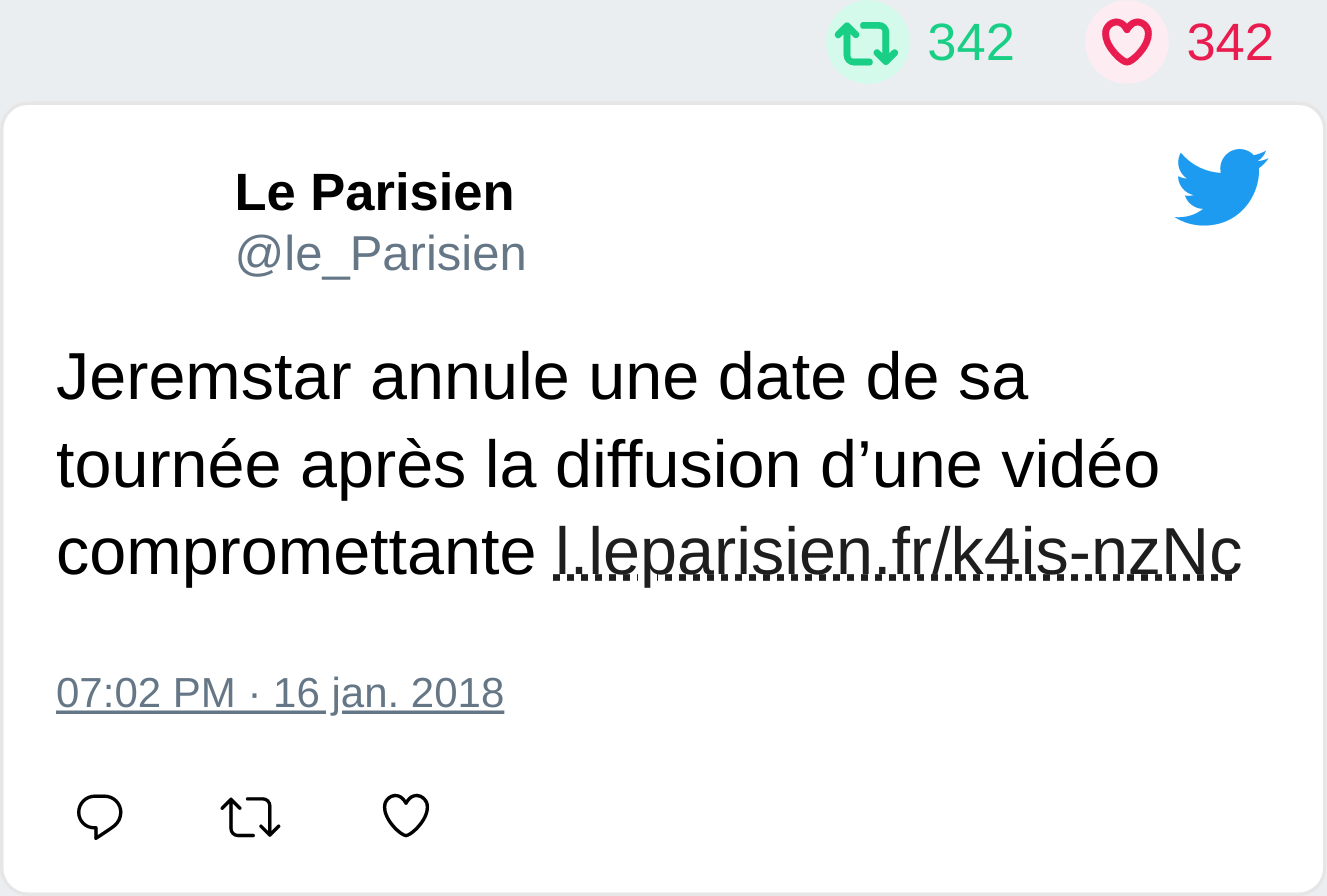 342 342
Le Parisien
@le_Parisien
Jeremstar annule une date de sa
tournée après la diffusion d’une vidéo
compromettante l.leparisien.fr/k4is-nzNc
07:02 PM · 16 jan. 2018